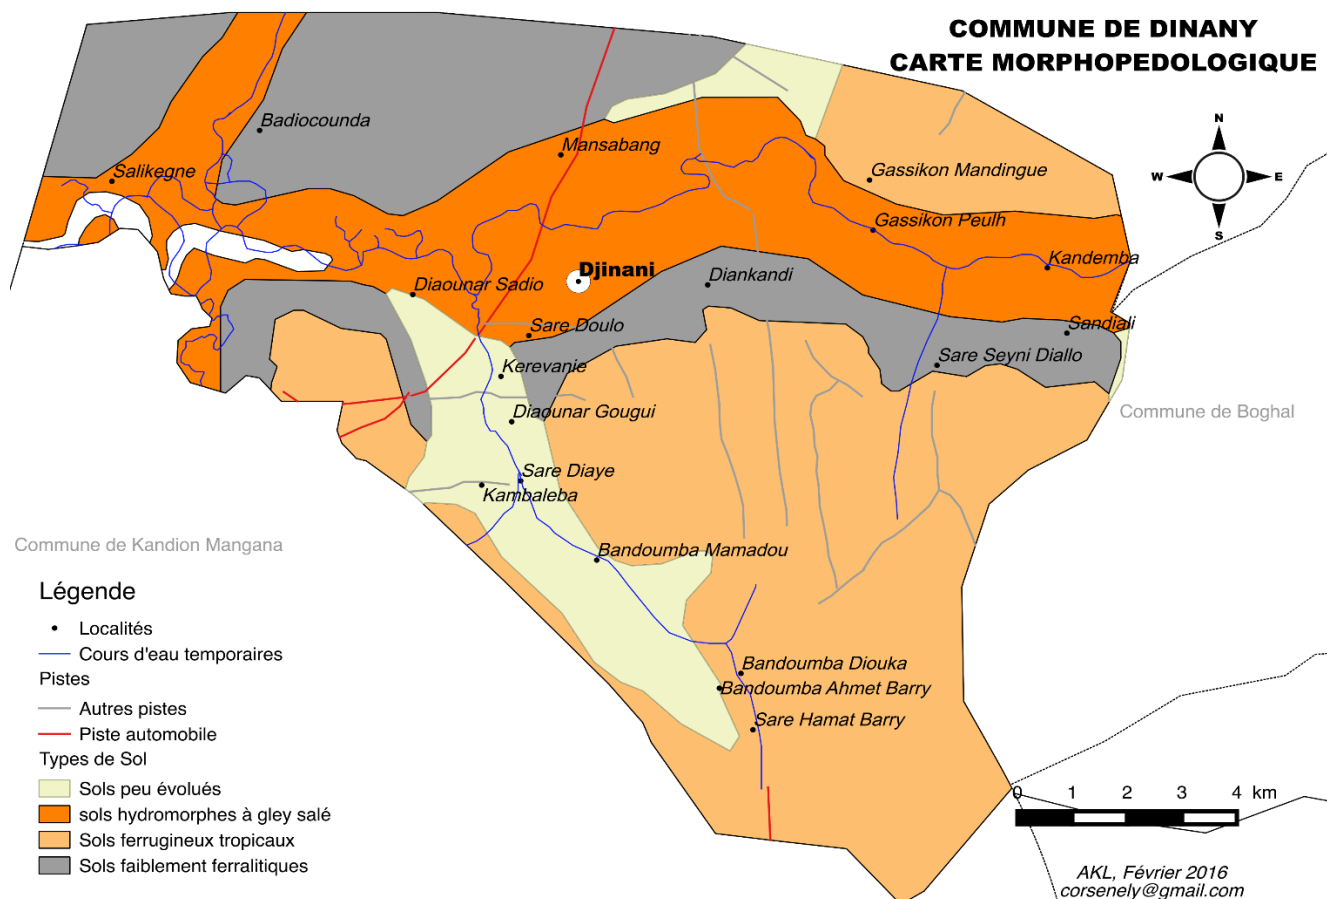 COMMUNE DE DINANY
CARTE MORPHOPEDOLOGIQUE
N
W
E
S
Badiocounda
Mansabang
Salikegne
Gassikon Mandingue
Gassikon Peulh
Kandemba
Djinani
Diankandi
Diaounar Sadio
Sare Doulo
Sandiali
Sare Seyni Diallo
Kerevanie
Diaounar Gougui
Commune de Boghal
Sare Diaye
Kambaleba
Commune de Kandion Mangana
Bandoumba Mamadou
Bandoumba Diouka
Bandoumba Ahmet Barry
Sare Hamat Barry
Légende
Localités
Cours d'eau temporaires
Pistes
Autres pistes
Piste automobile
Types de Sol
Sols peu évolués
sols hydromorphes à gley salé
Sols ferrugineux tropicaux
Sols faiblement ferralitiques
0 1 2 3 4 km
AKL, Février 2016
corsenely@gmail.com